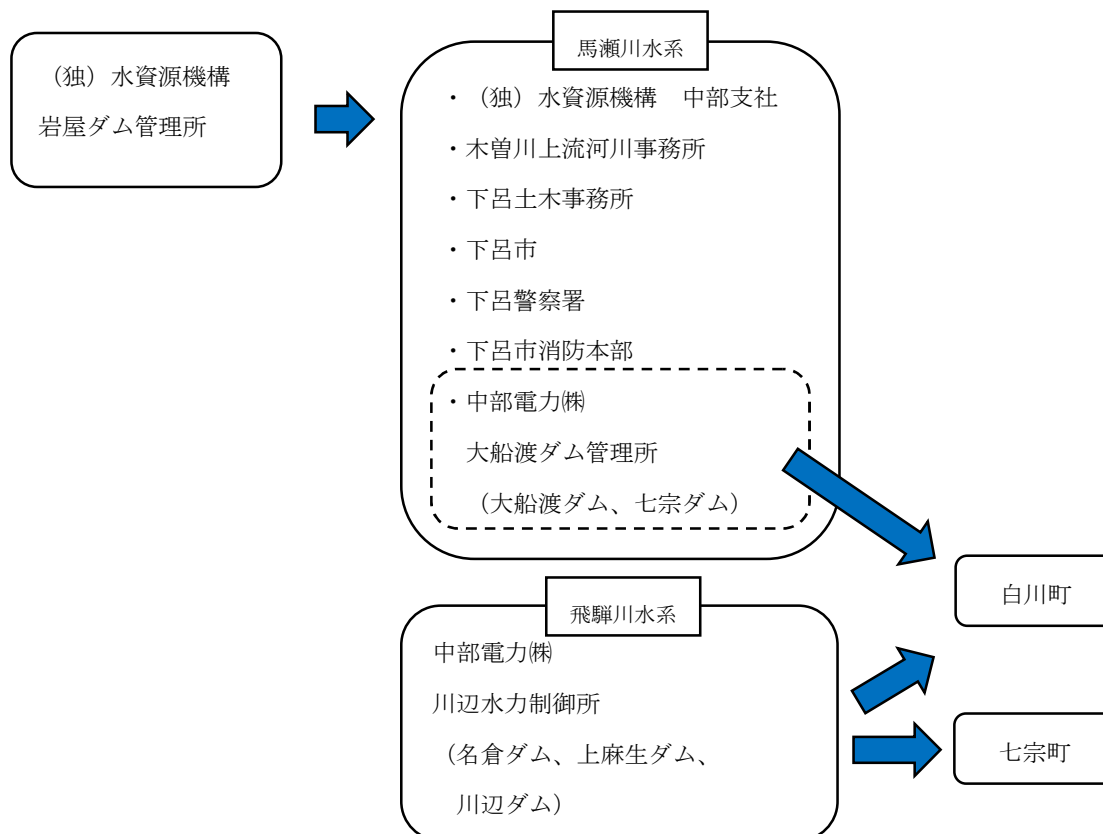 （独）水資源機構
岩屋ダム管理所
馬瀬川水系
・（独）水資源機構　中部支社
・木曽川上流河川事務所
・下呂土木事務所
・下呂市
・下呂警察署
・下呂市消防本部
・中部電力㈱
大船渡ダム管理所
（大船渡ダム、七宗ダム）
白川町
飛騨川水系
中部電力㈱
川辺水力制御所
（名倉ダム、上麻生ダム、
川辺ダム）
七宗町